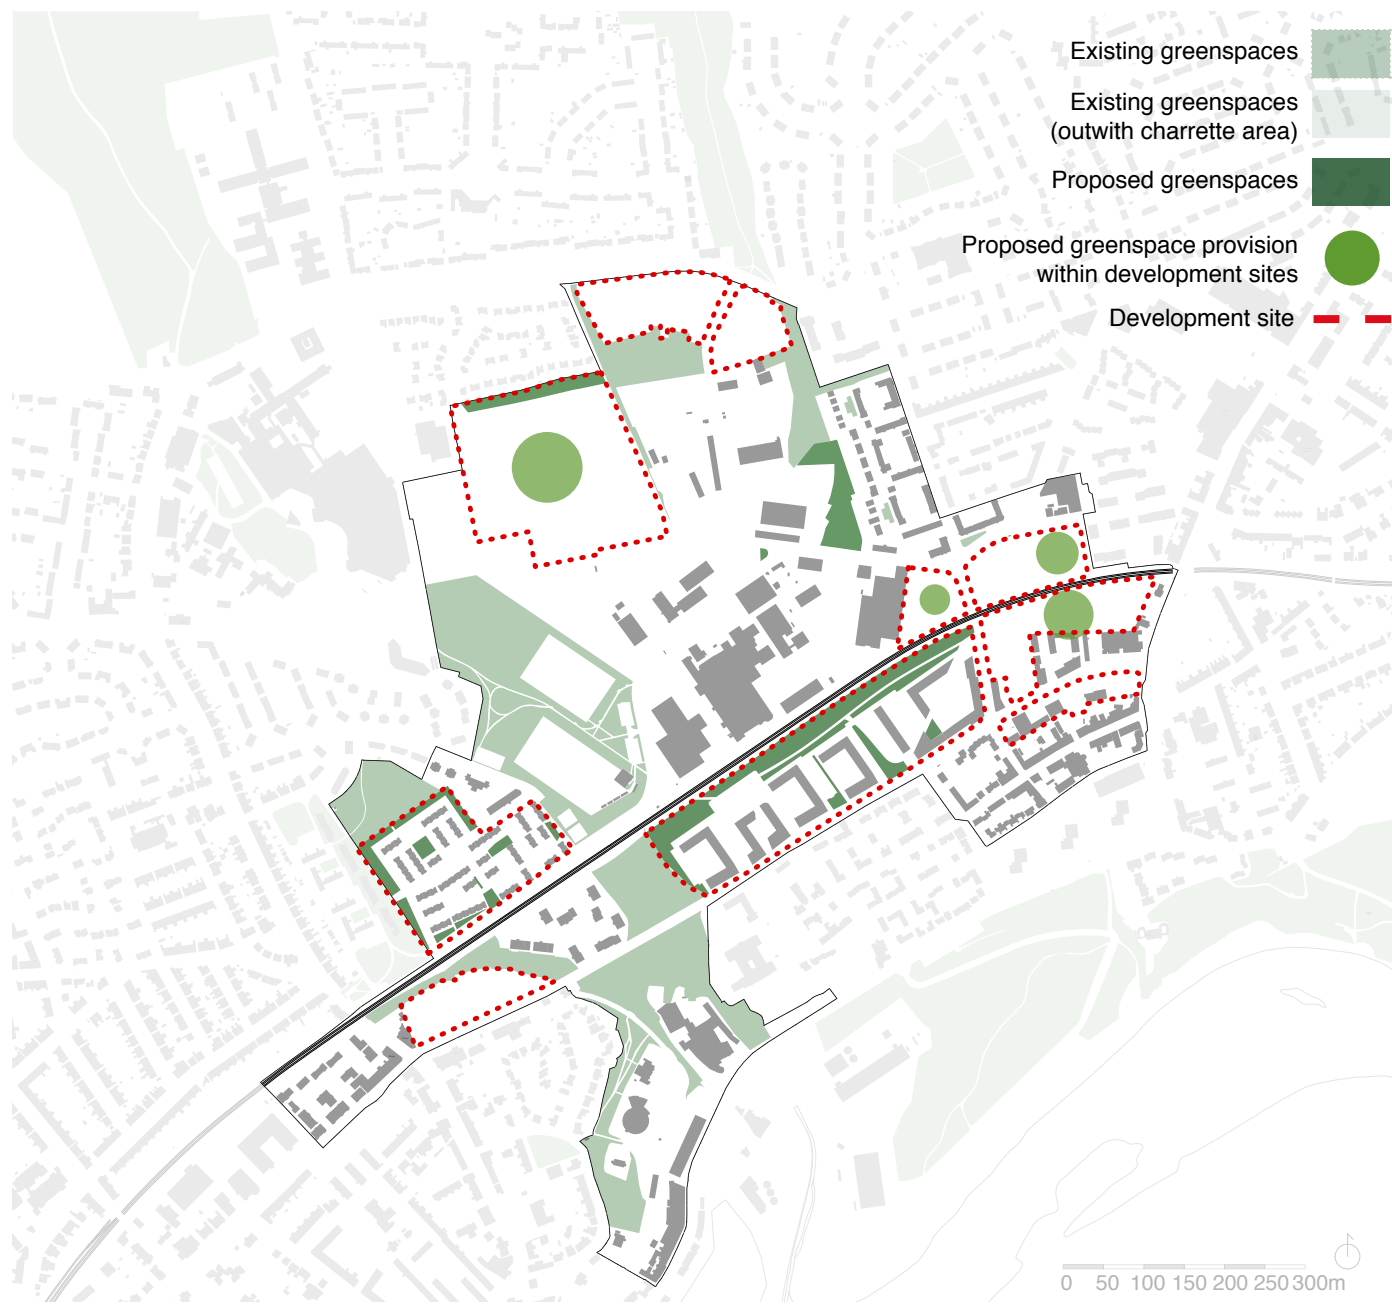 Existing greenspaces
Existing greenspaces
(outwith charrette area)
Proposed greenspaces
Proposed greenspace provision
within development sites
Development site
0 50 100 150 200 250 300m